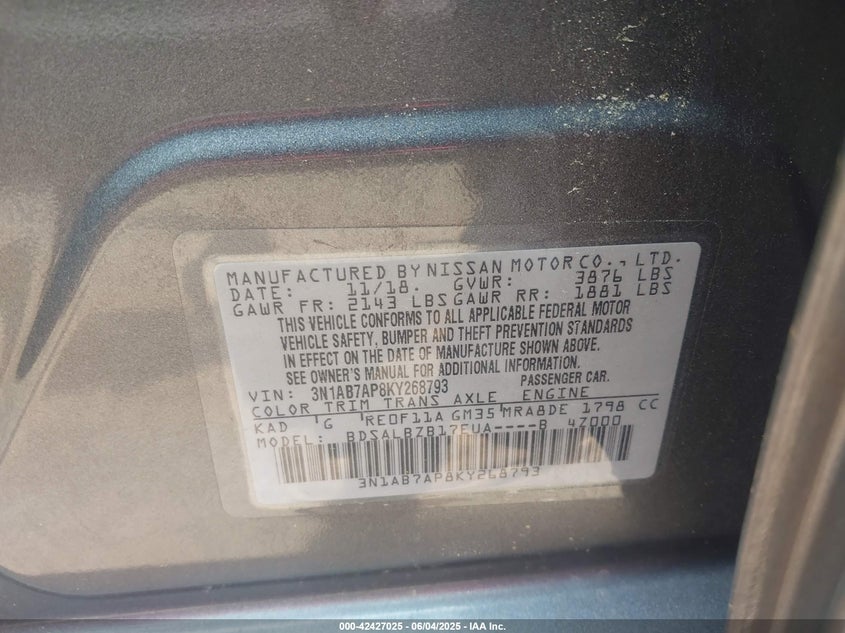 MANUFACTURED BY NISSAN MOTOR CO., LTD.
DATE: 11/18. GVWR: 3876 LBS
GAWR FR: 2143 LBS GAWR RR: 1881 LBS
THIS VEHICLE CONFORMS TO ALL APPLICABLE FEDERAL MOTOR
VEHICLE SAFETY, BUMPER AND THEFT PREVENTION STANDARDS
IN EFFECT ON THE DATE OF MANUFACTURE SHOWN ABOVE.
SEE OWNER'S MANUAL FOR ADDITIONAL INFORMATION.
VIN: 3N1AB7AP8KY268793 PASSENGER CAR.
COLOR TRIM TRANS AXLE ENGINE
KAD G RE0F11A GM35 MRA8DE 1798 CC
MODEL: BDSALBZB17EUA----B 4Z000
3N1AB7AP8KY268793
000-42427025 | 06/04/2025 - IAA Inc.